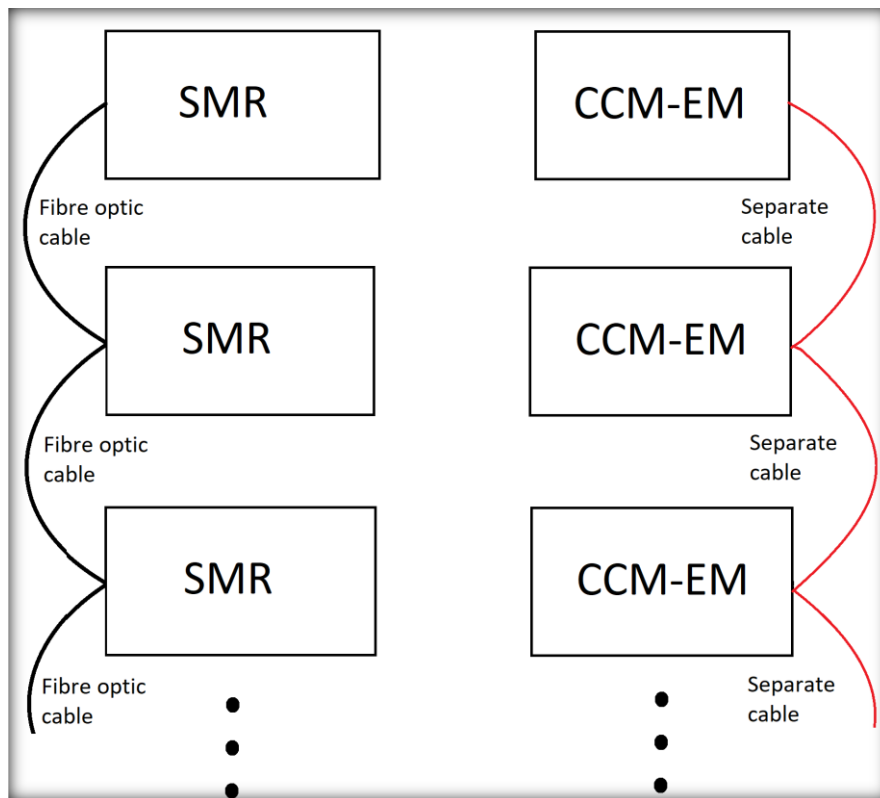 SMR
CCM-EM
Fibre optic
cable
Separate
cable
SMR
CCM-EM
Fibre optic
cable
Separate
cable
SMR
CCM-EM
Fibre optic
cable
Separate
cable